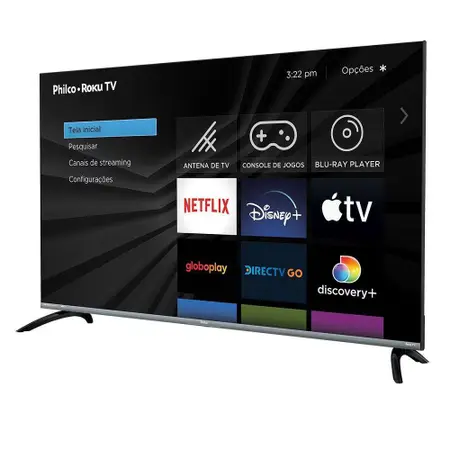 3:22 pm Opções *
Philco • Roku TV
Tela inicial
Pesquisar
Canais de streaming
Configurações
ANTENA DE TV
CONSOLE DE JOGOS
BLU-RAY PLAYER
NETFLIX
Disney+
tv
globoplay
DIRECTV GO
discovery+